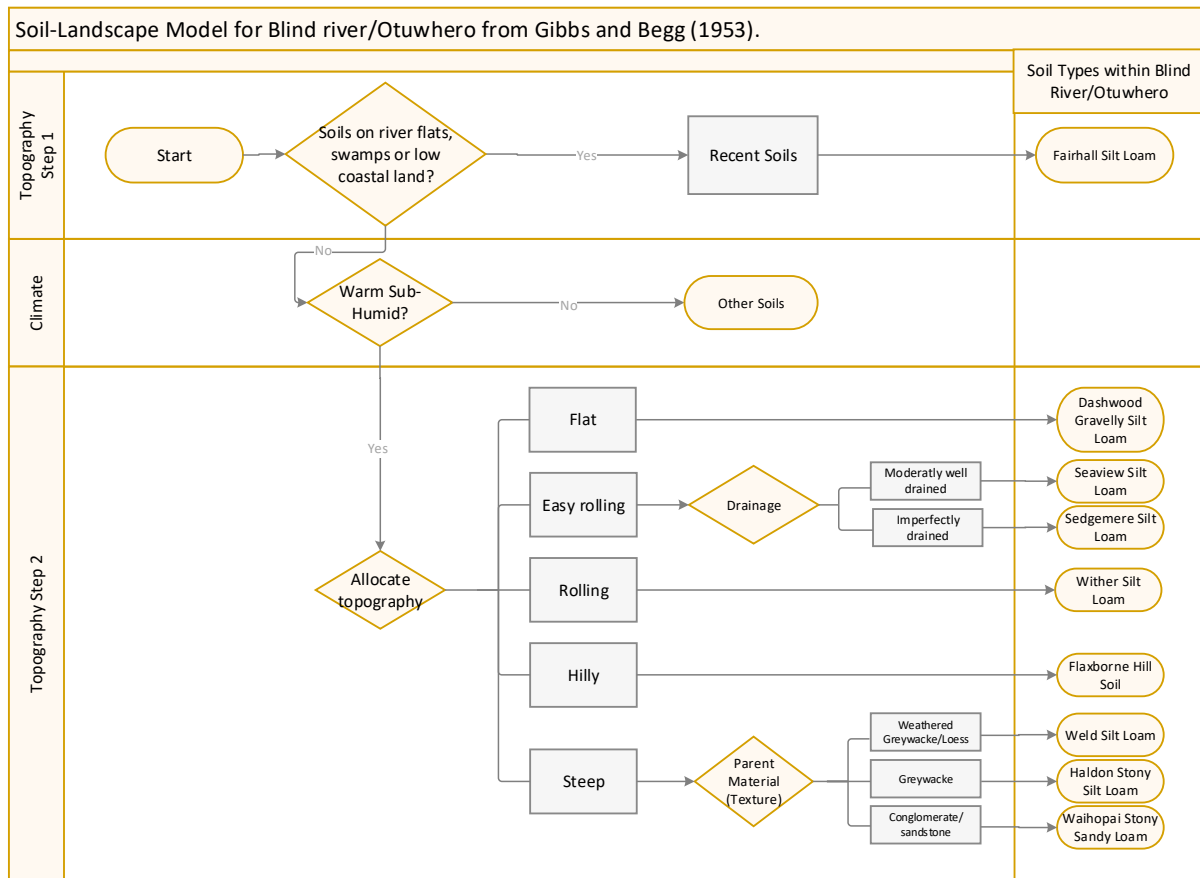 Soil-Landscape Model for Blind river/Otuwhero from Gibbs and Begg (1953).
Soil Types within Blind
River/Otuwhero
Topography
Step 1
Start
Soils on river flats,
swamps or low
coastal land?
Yes
Recent Soils
Fairhall Silt Loam
No
Climate
Warm Sub-
Humid?
No
Other Soils
Yes
Topography Step 2
Allocate
topography
Flat
Dashwood
Gravelly Silt
Loam
Easy rolling
Drainage
Moderatly well
drained
Seaview Silt
Loam
Imperfectly
drained
Sedgemere Silt
Loam
Rolling
Wither Silt
Loam
Hilly
Flaxborne Hill
Soil
Steep
Parent
Material
(Texture)
Weathered
Greywacke/Loess
Weld Silt Loam
Greywacke
Haldon Stony
Silt Loam
Conglomerate/
sandstone
Waihopai Stony
Sandy Loam